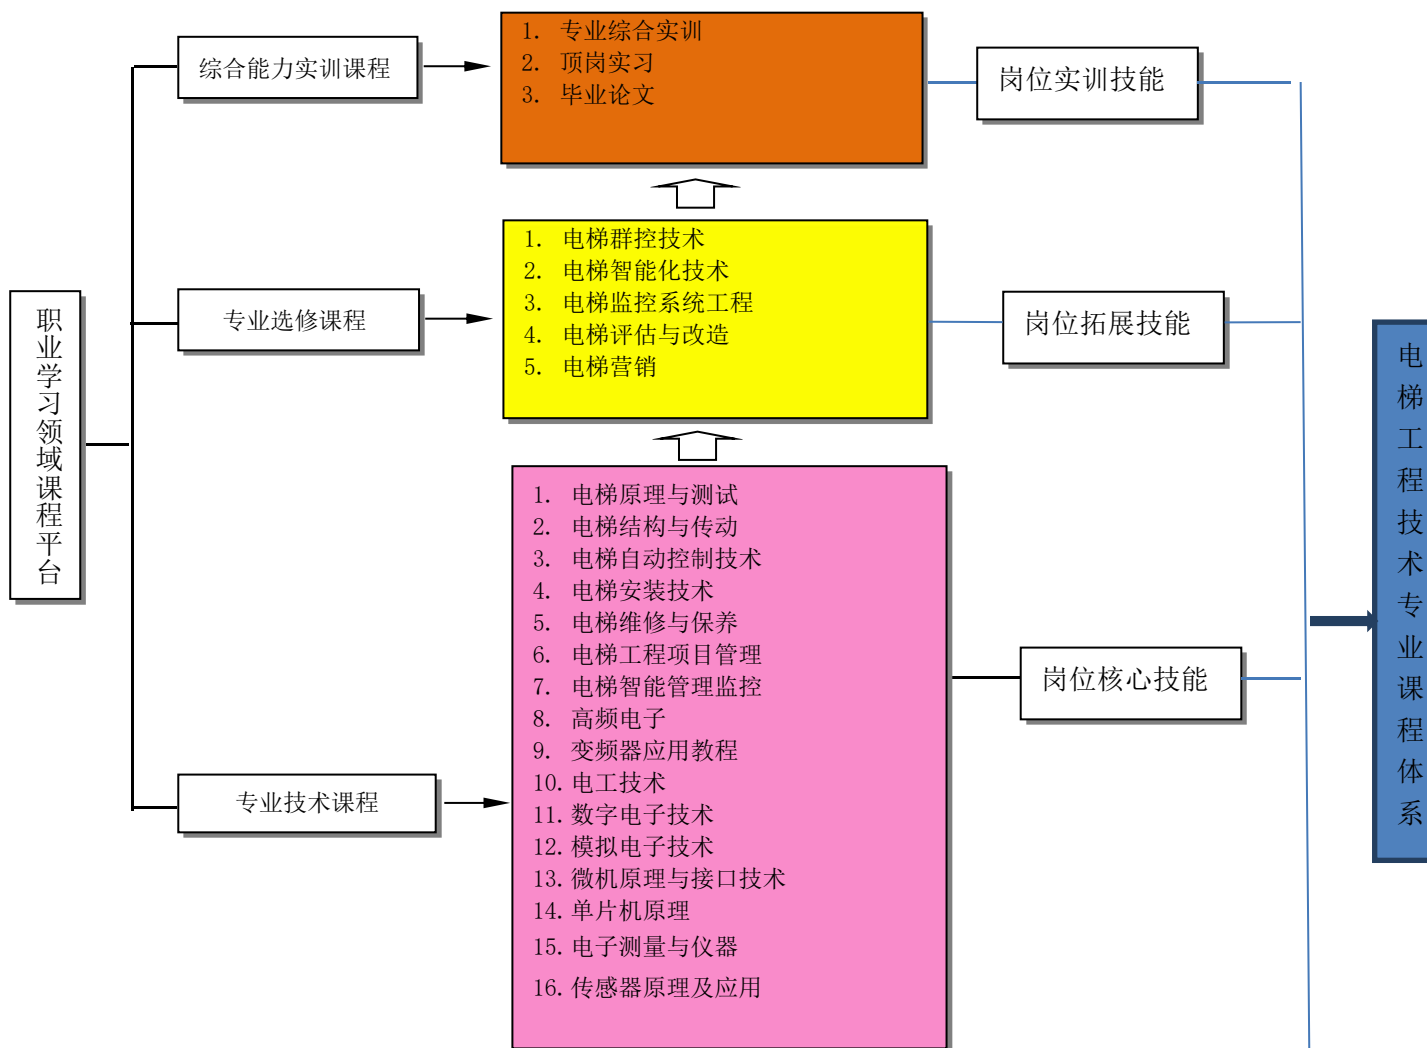 职业学习领域课程平台
综合能力实训课程
1. 专业综合实训
2. 顶岗实习
3. 毕业论文
岗位实训技能
专业选修课程
1. 电梯群控技术
2. 电梯智能化技术
3. 电梯监控系统工程
4. 电梯评估与改造
5. 电梯营销
岗位拓展技能
专业技术课程
1. 电梯原理与测试
2. 电梯结构与传动
3. 电梯自动控制技术
4. 电梯安装技术
5. 电梯维修与保养
6. 电梯工程项目管理
7. 电梯智能管理监控
8. 高频电子
9. 变频器应用教程
10. 电工技术
11. 数字电子技术
12. 模拟电子技术
13. 微机原理与接口技术
14. 单片机原理
15. 电子测量与仪器
16. 传感器原理及应用
岗位核心技能
电梯工程技术专业课程体系